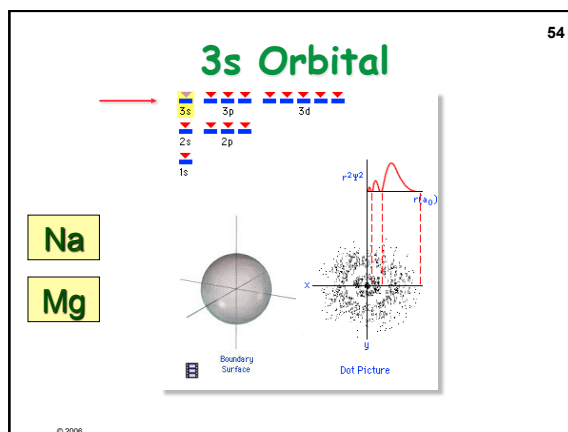 54
3s Orbital
3s 3p 3d
2s 2p
1s
r²Ψ²
r(a₀)
Na
Mg
x
y
Boundary
Surface
Dot Picture
© 2006